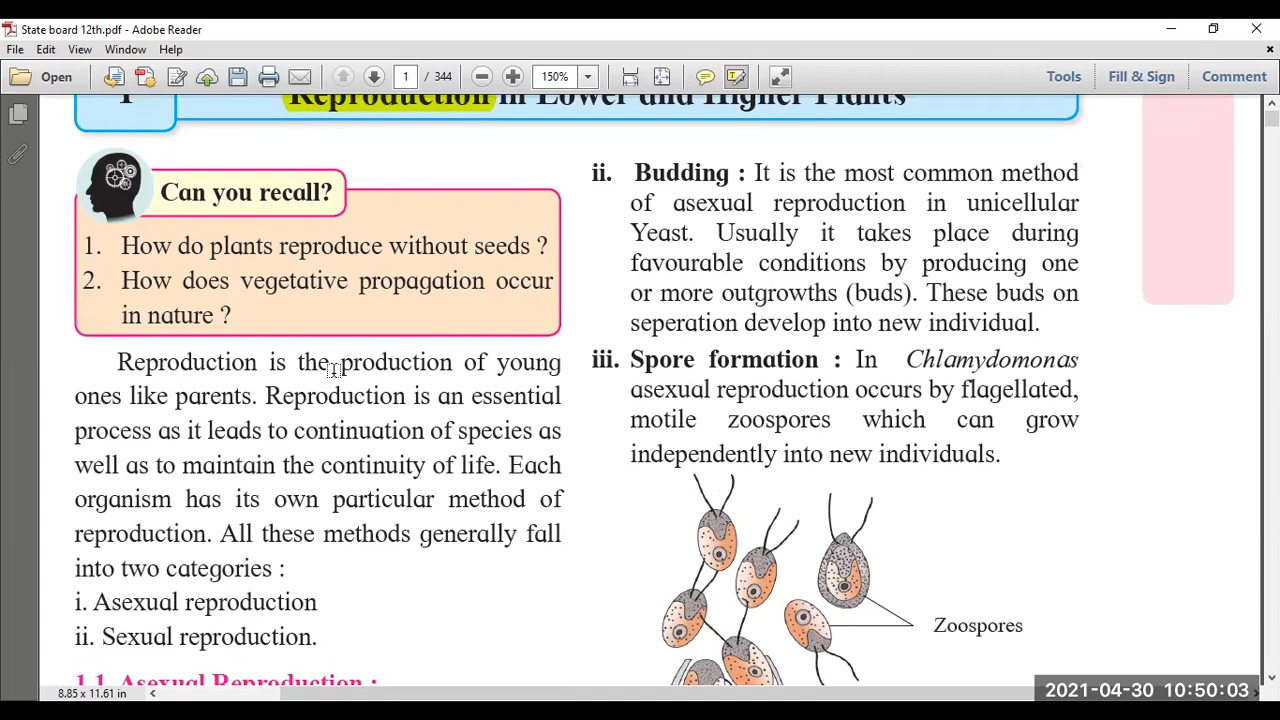 State board 12th.pdf - Adobe Reader
File Edit View Window Help
Open 1 / 344 150% Tools Fill & Sign Comment
1 Reproduction in Lower and Higher Plants
Can you recall?
1. How do plants reproduce without seeds ?
2. How does vegetative propagation occur
in nature ?
Reproduction is the production of young
ones like parents. Reproduction is an essential
process as it leads to continuation of species as
well as to maintain the continuity of life. Each
organism has its own particular method of
reproduction. All these methods generally fall
into two categories :
i. Asexual reproduction
ii. Sexual reproduction.
1.1 Asexual Reproduction :
ii. Budding : It is the most common method
of asexual reproduction in unicellular
Yeast. Usually it takes place during
favourable conditions by producing one
or more outgrowths (buds). These buds on
seperation develop into new individual.
iii. Spore formation : In Chlamydomonas
asexual reproduction occurs by flagellated,
motile zoospores which can grow
independently into new individuals.
Zoospores
8.85 x 11.61 in
2021-04-30 10:50:03